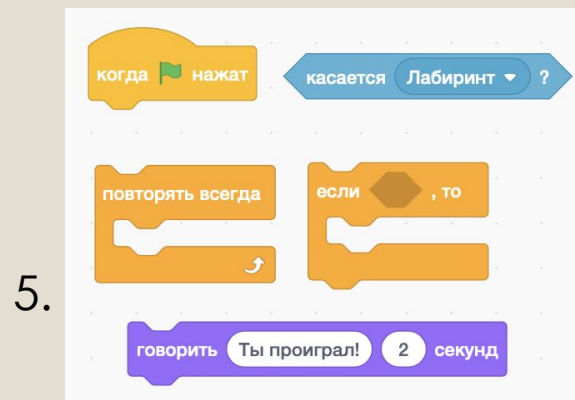 когда нажат
касается Лабиринт ?
повторять всегда
если , то
5.
говорить Ты проиграл! 2 секунд